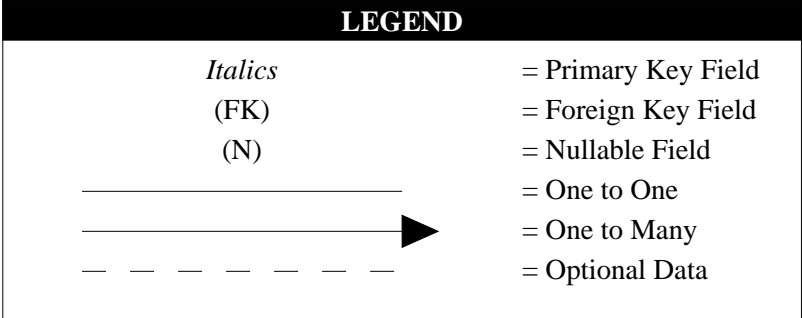 LEGEND
Italics = Primary Key Field
(FK) = Foreign Key Field
(N) = Nullable Field
= One to One
= One to Many
= Optional Data